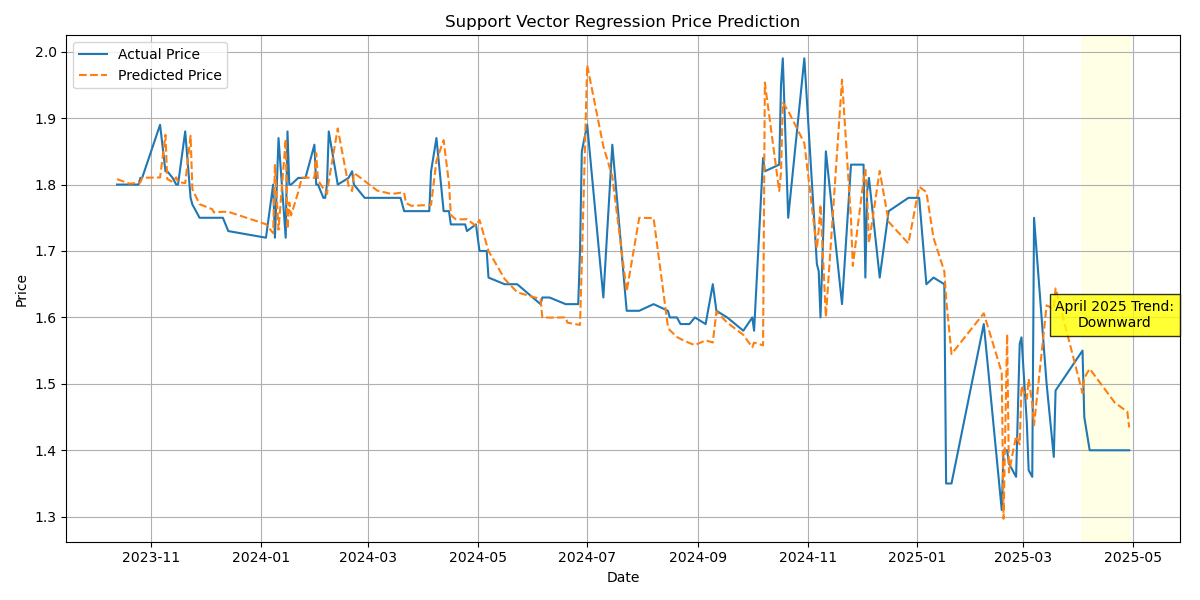 Support Vector Regression Price Prediction
Actual Price
Predicted Price
April 2025 Trend:
Downward
Price
2.0
1.9
1.8
1.7
1.6
1.5
1.4
1.3
2023-11 2024-01 2024-03 2024-05 2024-07 2024-09 2024-11 2025-01 2025-03 2025-05
Date